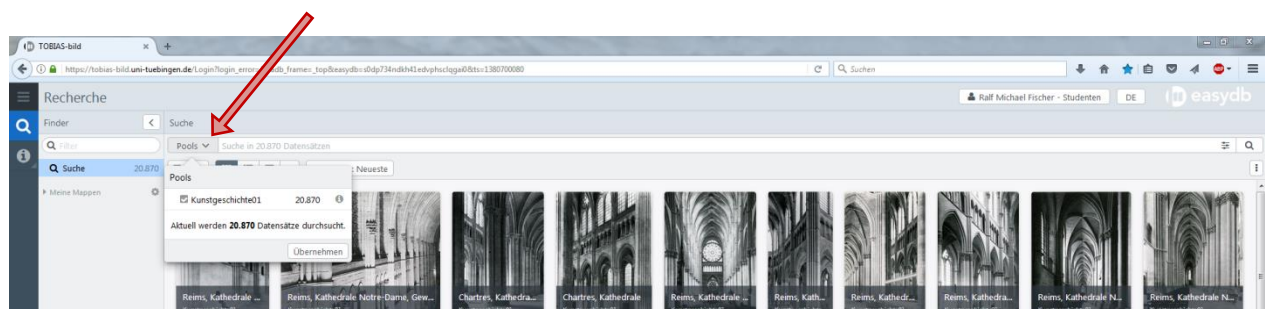 TOBIAS-bild × +
https://tobias-bild.uni-tuebingen.de/Login?login_error= db_frame=_top&easydb=s0dp734ndkh41edvphsclqgai0&ts=1380700080 Suchen
Recherche Ralf Michael Fischer - Studenten DE easydb
Finder Suche
Filter Pools Suche in 20.870 Datensätzen
Suche 20.870 Neueste
Meine Mappen
Pools
Kunstgeschichte01 20.870
Aktuell werden 20.870 Datensätze durchsucht.
Übernehmen
Reims, Kathedrale ... Reims, Kathedrale Notre-Dame, Gew... Chartres, Kathedra... Chartres, Kathedrale Reims, Kathedrale ... Reims, Kath... Reims, Kathedr... Reims, Kathedra... Reims, Kathedrale N... Reims, Kathedrale N...